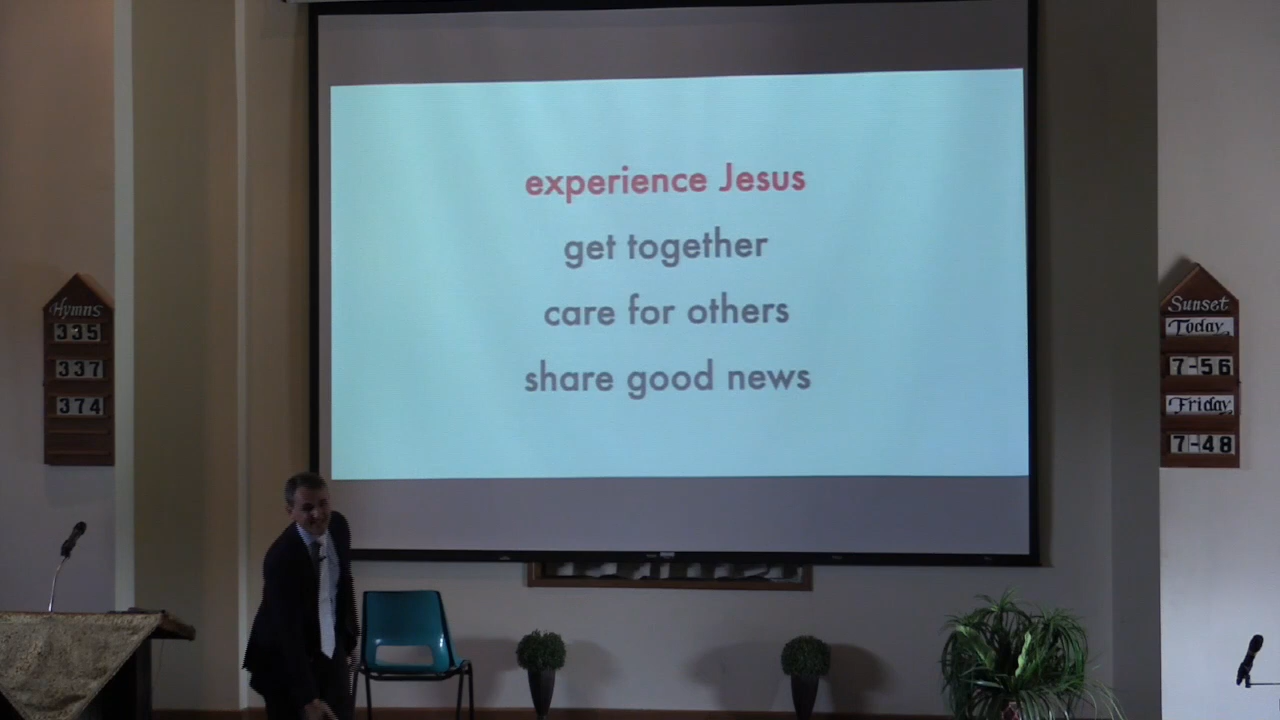 experience Jesus
get together
care for others
share good news
Hymns
335
337
374
Sunset
Today
7-56
Friday
7-48